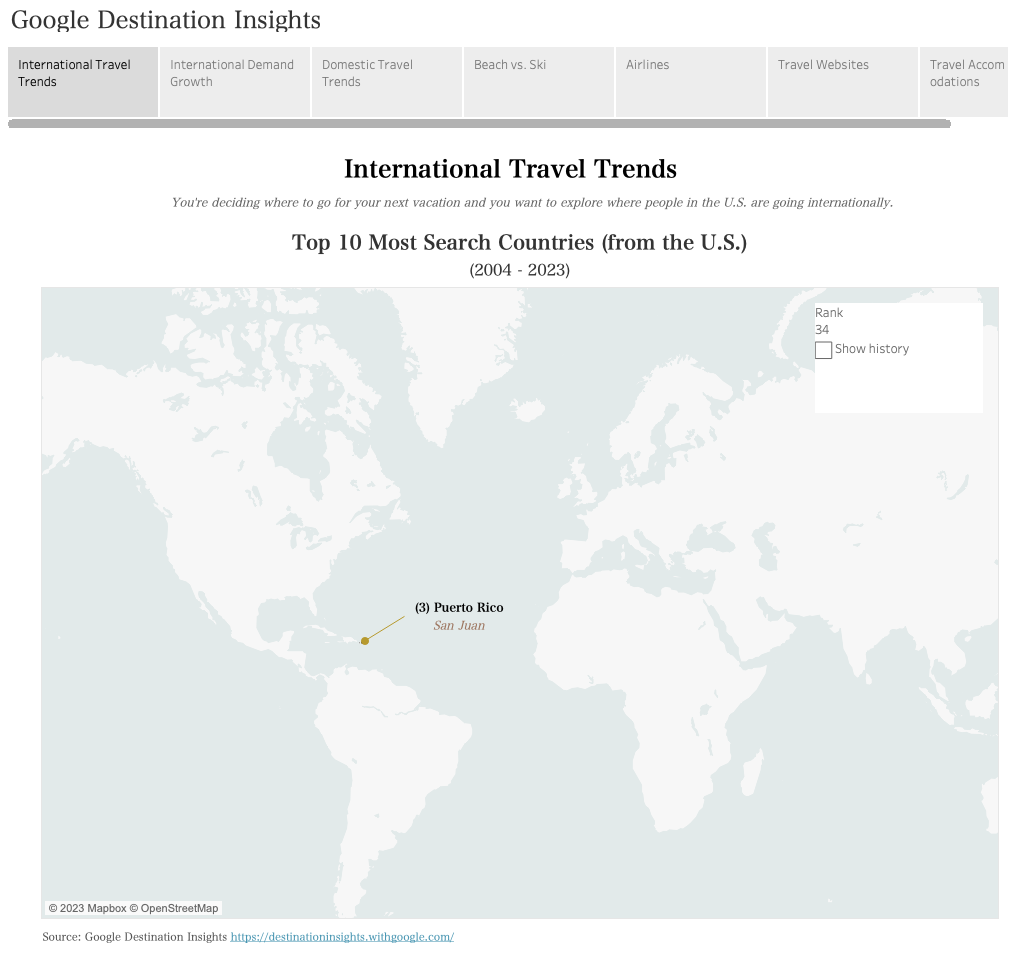 Google Destination Insights
International Travel Trends
International Demand Growth
Domestic Travel Trends
Beach vs. Ski
Airlines
Travel Websites
Travel Accom
odations
International Travel Trends
You're deciding where to go for your next vacation and you want to explore where people in the U.S. are going internationally.
Top 10 Most Search Countries (from the U.S.)
(2004 - 2023)
Rank
34
Show history
(3) Puerto Rico
San Juan
© 2023 Mapbox © OpenStreetMap
Source: Google Destination Insights https://destinationinsights.withgoogle.com/